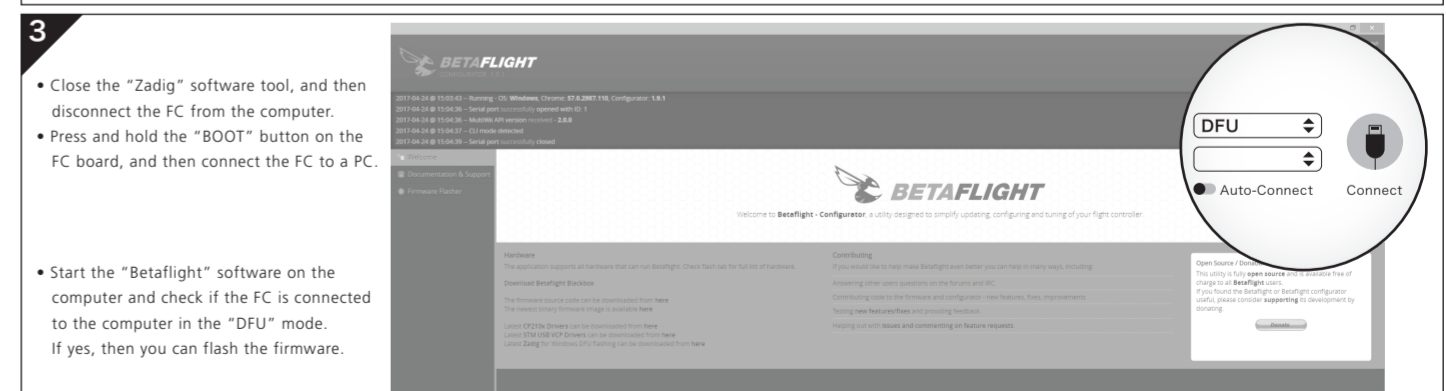 3
• Close the “Zadig” software tool, and then
disconnect the FC from the computer.
• Press and hold the “BOOT” button on the
FC board, and then connect the FC to a PC.
• Start the “Betaflight” software on the
computer and check if the FC is connected
to the computer in the “DFU” mode.
If yes, then you can flash the firmware.
BETAFLIGHT
CONFIGURATOR, 1.9.1
2017-04-24 @ 15:03:43 -- Running - OS: Windows, Chrome: 57.0.2987.110, Configurator: 1.9.1
2017-04-24 @ 15:04:36 -- Serial port successfully opened with ID: 1
2017-04-24 @ 15:04:36 -- MultiWii API version received - 2.0.0
2017-04-24 @ 15:04:37 -- CLI mode detected
2017-04-24 @ 15:04:39 -- Serial port successfully closed
Welcome
Documentation & Support
Firmware Flasher
DFU
Auto-Connect
Connect
BETAFLIGHT
Welcome to Betaflight - Configurator, a utility designed to simplify updating, configuring and tuning of your flight controller.
Hardware
The application supports all hardware that can run Betaflight. Check flash tab for full list of hardware.
Download Betaflight Blackbox
The firmware source code can be downloaded from here
The newest binary firmware image is available here
Latest CP210x Drivers can be downloaded from here
Latest STM USB VCP Drivers can be downloaded from here
Latest Zadig for Windows DFU flashing can be downloaded from here
Contributing
If you would like to help make Betaflight even better you can help in many ways, including:
Answering other users questions on the forums and IRC.
Contributing code to the firmware and configurator - new features, fixes, improvements
Testing new features/fixes and providing feedback.
Helping out with issues and commenting on feature requests.
Open Source / Dona
This utility is fully open source and is available free of
charge to all Betaflight users.
If you found the Betaflight or Betaflight configurator
useful, please consider supporting its development by
donating.
Donate